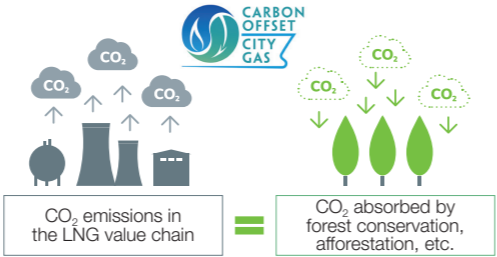 CARBON
OFFSET
CITY
GAS
CO₂
CO₂
CO₂
CO₂
CO₂
CO₂
CO₂ emissions in
the LNG value chain
=
CO₂ absorbed by
forest conservation,
afforestation, etc.